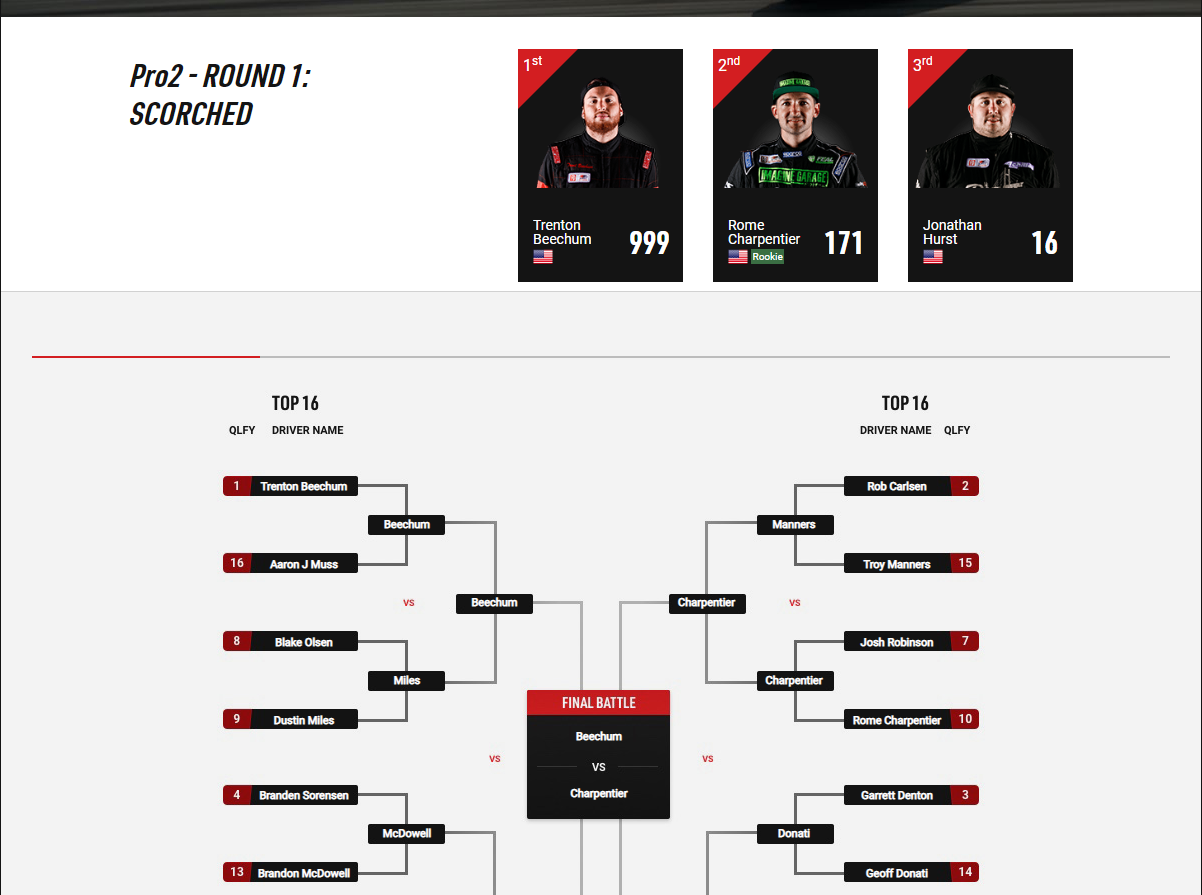 Pro2 - ROUND 1:
SCORCHED
1st
2nd
3rd
IMAGINE GARAGE
Trenton
Beechum
999
Rome
Charpentier
Rookie
171
Jonathan
Hurst
16
TOP 16
TOP 16
QLFY DRIVER NAME
DRIVER NAME QLFY
1 Trenton Beechum
Rob Carlsen 2
Beechum
Manners
16 Aaron J Muss
Troy Manners 15
VS
Beechum
Charpentier
VS
8 Blake Olsen
Josh Robinson 7
Miles
Charpentier
9 Dustin Miles
Rome Charpentier 10
FINAL BATTLE
Beechum
VS
VS
VS
Charpentier
4 Branden Sorensen
Garrett Denton 3
McDowell
Donati
13 Brandon McDowell
Geoff Donati 14